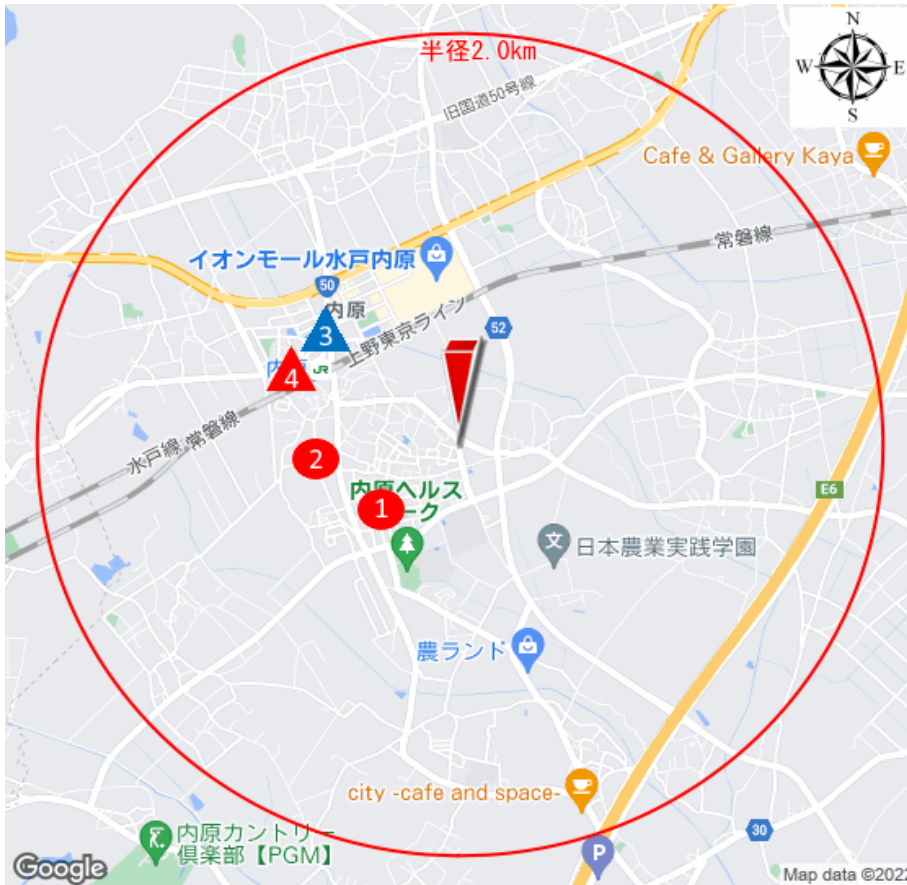 半径2.0km
N
W
E
S
旧国道50号線
Cafe & Gallery Kaya
常磐線
イオンモール水戸内原
50
内原
上野東京ライン
52
3
内原
4
JR
水戸線
常磐線
2
内原ヘルス
ーク
1
E6
日本農業実践学園
農ランド
city -cafe and space-
30
内原カントリー
倶楽部【PGM】
P
Google
Map data ©2022